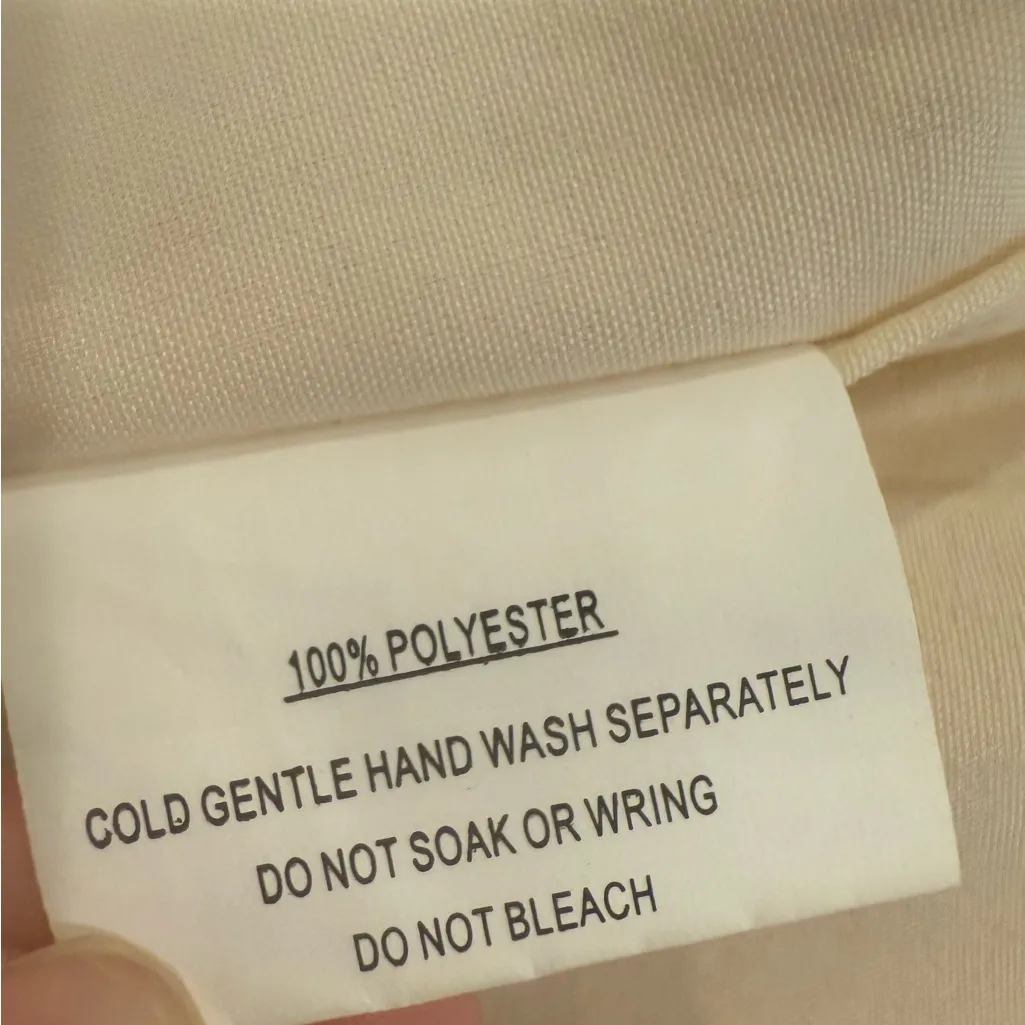 100% POLYESTER
COLD GENTLE HAND WASH SEPARATELY
DO NOT SOAK OR WRING
DO NOT BLEACH